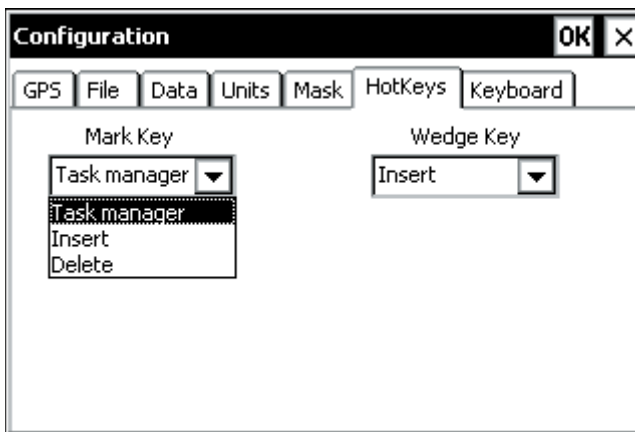 Configuration OK ×
GPS File Data Units Mask HotKeys Keyboard
Mark Key Wedge Key
Task manager Insert
Task manager
Insert
Delete